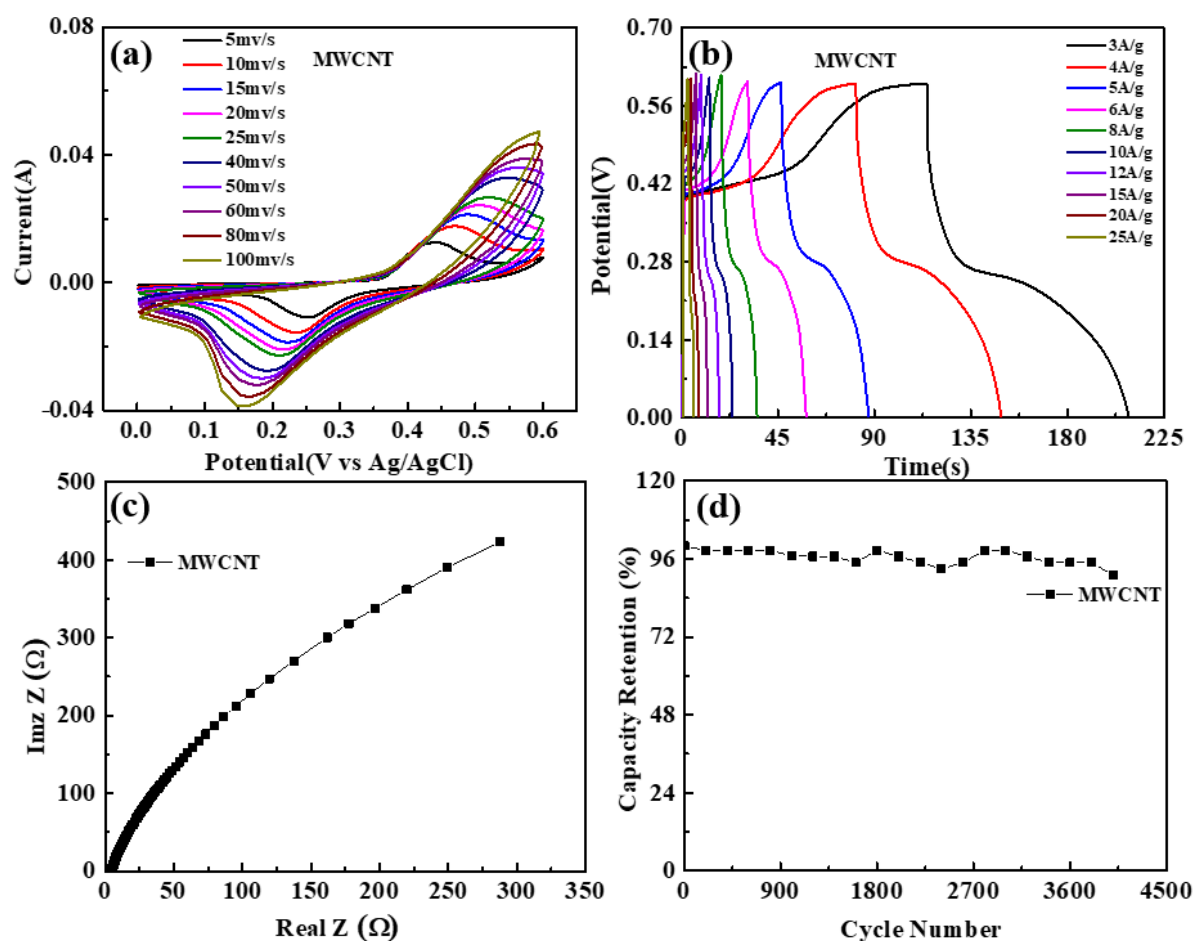 (a)
MWCNT
5mv/s
10mv/s
15mv/s
20mv/s
25mv/s
40mv/s
50mv/s
60mv/s
80mv/s
100mv/s
Current(A)
0.08
0.04
0.00
-0.04
0.0 0.1 0.2 0.3 0.4 0.5 0.6
Potential(V vs Ag/AgCl)
(b)
MWCNT
3A/g
4A/g
5A/g
6A/g
8A/g
10A/g
12A/g
15A/g
20A/g
25A/g
Potential(V)
0.70
0.56
0.42
0.28
0.14
0.00
0 45 90 135 180 225
Time(s)
(c)
MWCNT
Imz Z (Ω)
500
400
300
200
100
0
0 50 100 150 200 250 300 350
Real Z (Ω)
(d)
MWCNT
Capacity Retention (%)
120
96
72
48
24
0
0 900 1800 2700 3600 4500
Cycle Number